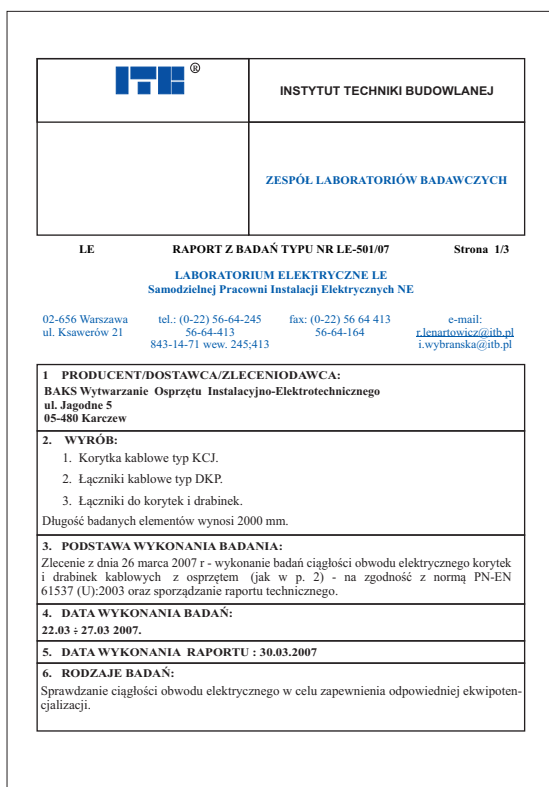 ITB®
INSTYTUT TECHNIKI BUDOWLANEJ
ZESPÓŁ LABORATORIÓW BADAWCZYCH
LE RAPORT Z BADAŃ TYPU NR LE-501/07 Strona 1/3
LABORATORIUM ELEKTRYCZNE LE
Samodzielnej Pracowni Instalacji Elektrycznych NE
02-656 Warszawa tel.: (0-22) 56-64-245 fax: (0-22) 56 64 413 e-mail:
ul. Ksawerów 21 56-64-413 56-64-164 r.lenartowicz@itb.pl
843-14-71 wew. 245;413 i.wybranska@itb.pl
1 PRODUCENT/DOSTAWCA/ZLECENIODAWCA:
BAKS Wytwarzanie Osprzętu Instalacyjno-Elektrotechnicznego
ul. Jagodne 5
05-480 Karczew
2. WYRÓB:
1. Korytka kablowe typ KCJ.
2. Łączniki kablowe typ DKP.
3. Łączniki do korytek i drabinek.
Długość badanych elementów wynosi 2000 mm.
3. PODSTAWA WYKONANIA BADANIA:
Zlecenie z dnia 26 marca 2007 r - wykonanie badań ciągłości obwodu elektrycznego korytek
i drabinek kablowych z osprzętem (jak w p. 2) - na zgodność z normą PN-EN
61537 (U):2003 oraz sporządzanie raportu technicznego.
4. DATA WYKONANIA BADAŃ:
22.03 ÷ 27.03 2007.
5. DATA WYKONANIA RAPORTU : 30.03.2007
6. RODZAJE BADAŃ:
Sprawdzanie ciągłości obwodu elektrycznego w celu zapewnienia odpowiedniej ekwipoten-
cjalizacji.